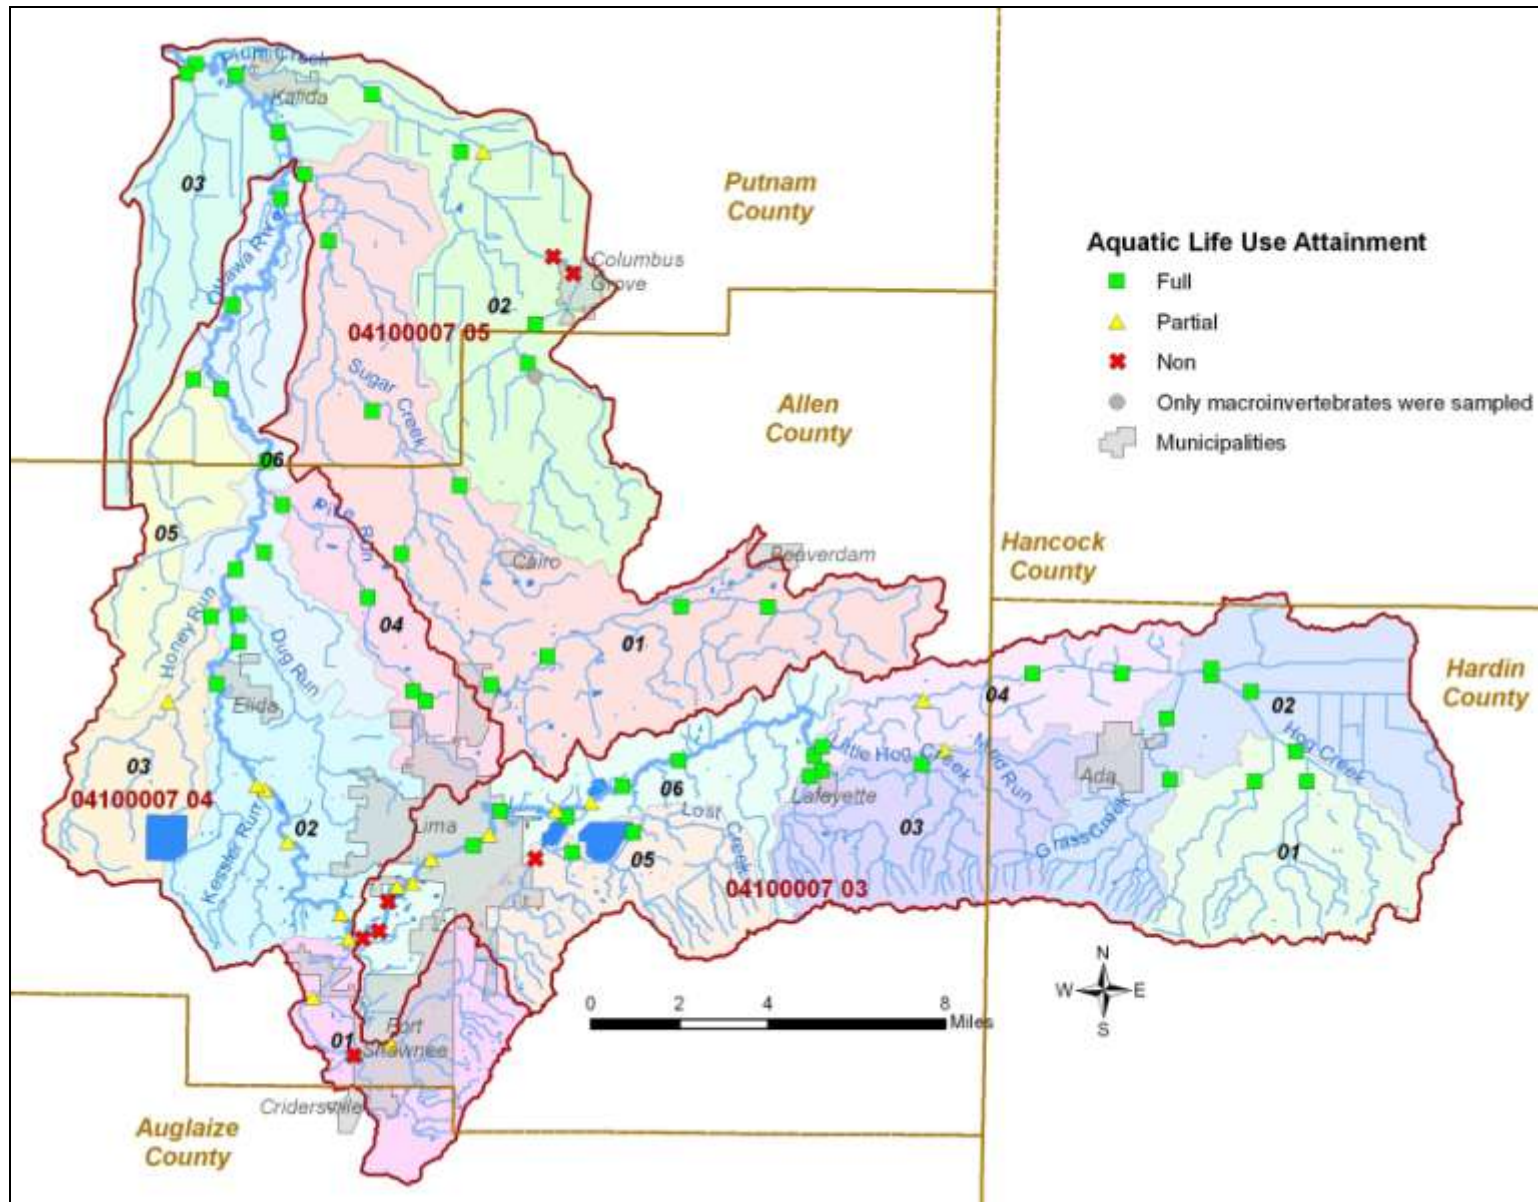 Plum Creek
Kalida
03
Ottawa River
Putnam
County
Columbus
Grove
02
04100007 05
Sugar Creek
Allen
County
Aquatic Life Use Attainment
Full
Partial
Non
Only macroinvertebrates were sampled
Municipalities
06
05
Pike Run
Cairo
Beaverdam
Hancock
County
Honey Run
Dug Run
04
01
Elida
Hardin
County
04
02
Hog Creek
Little Hog Creek
Mud Run
Ada
Lafayette
Grass Creek
03
01
03
04100007 04
Kessler Run
02
Lima
06
Lost Creek
05
04100007 03
N
W
E
S
0
2
4
8
Miles
01
Fort
Shawnee
Cridersville
Auglaize
County